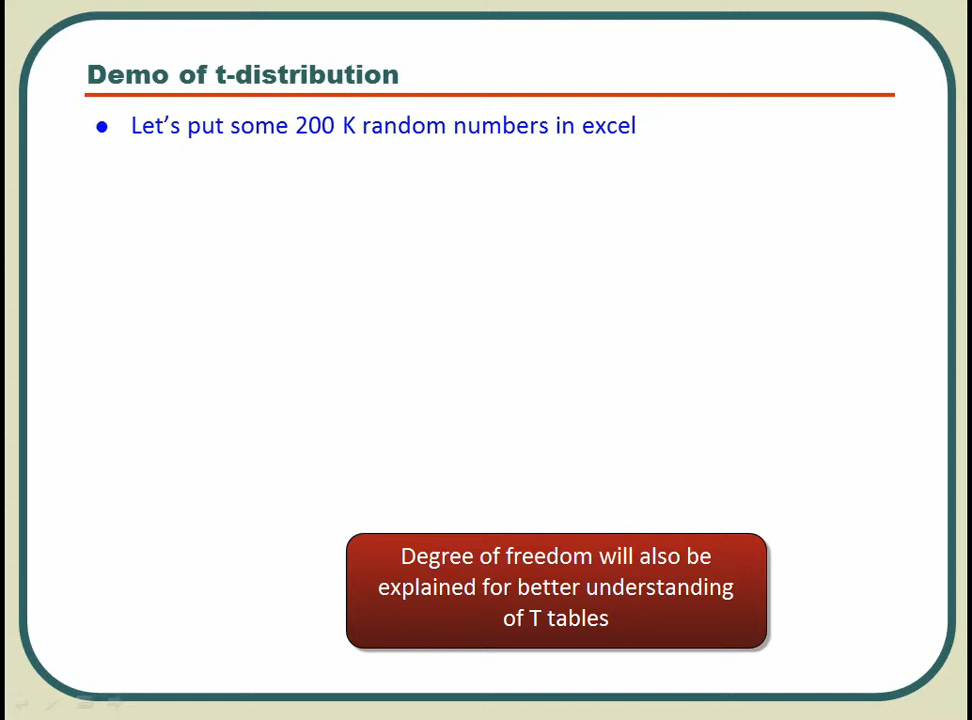 Demo of t-distribution
● Let’s put some 200 K random numbers in excel
Degree of freedom will also be
explained for better understanding
of T tables